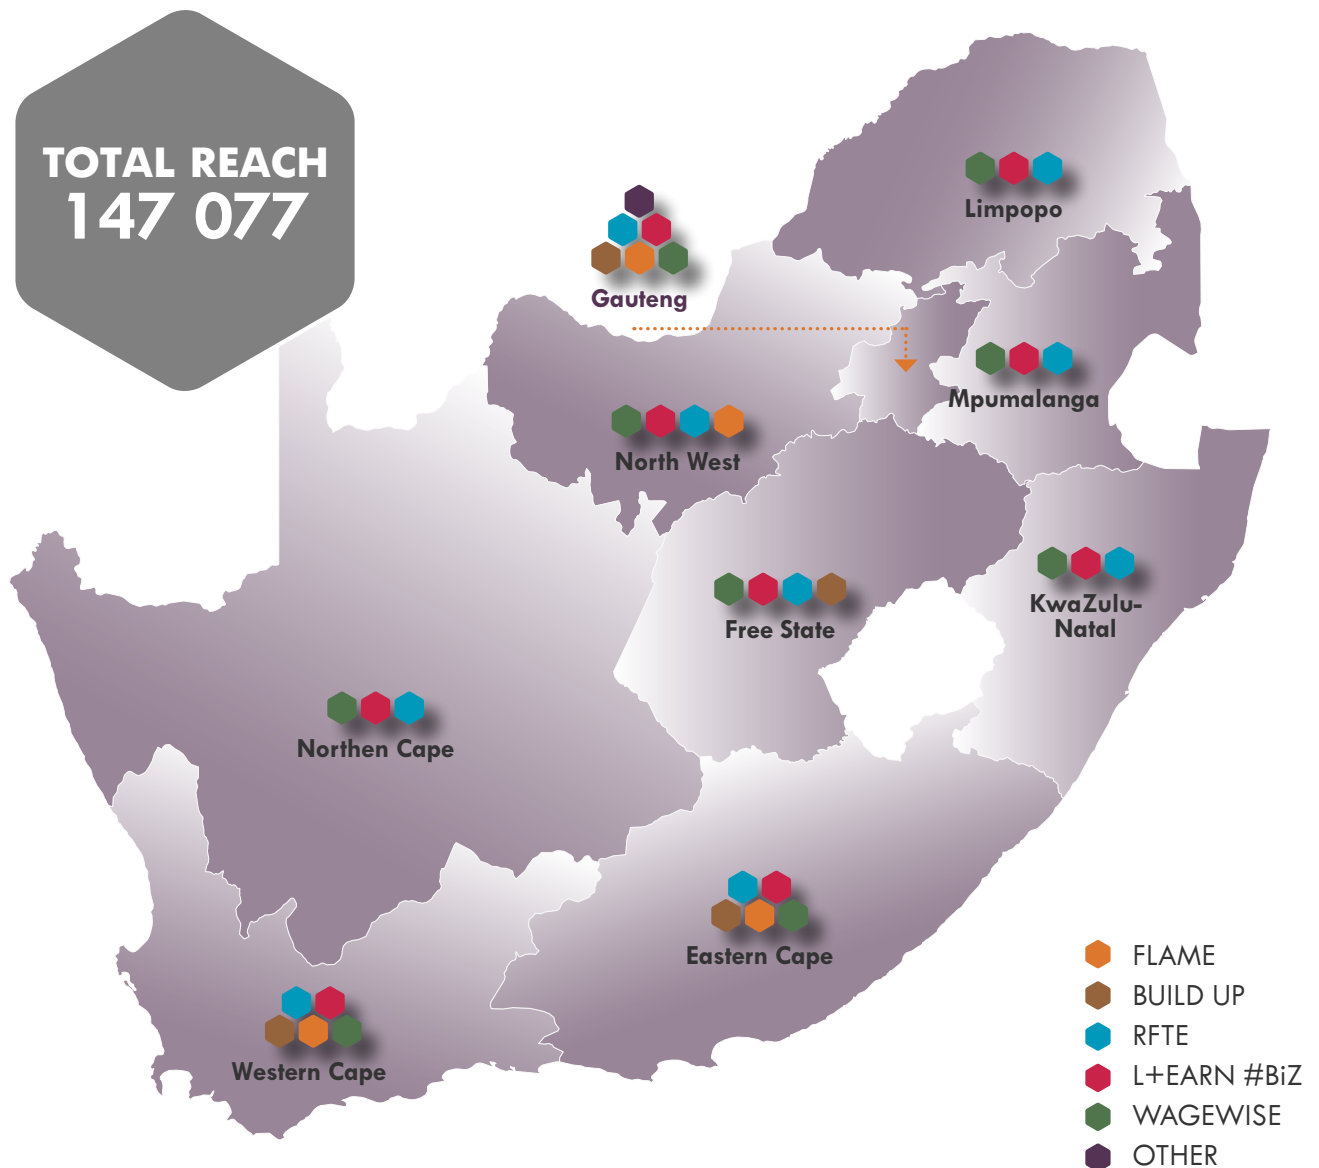 TOTAL REACH
147 077
Limpopo
Gauteng
Mpumalanga
North West
KwaZulu-
Natal
Free State
Northen Cape
Eastern Cape
Western Cape
FLAME
BUILD UP
RFTE
L+EARN #BiZ
WAGEWISE
OTHER